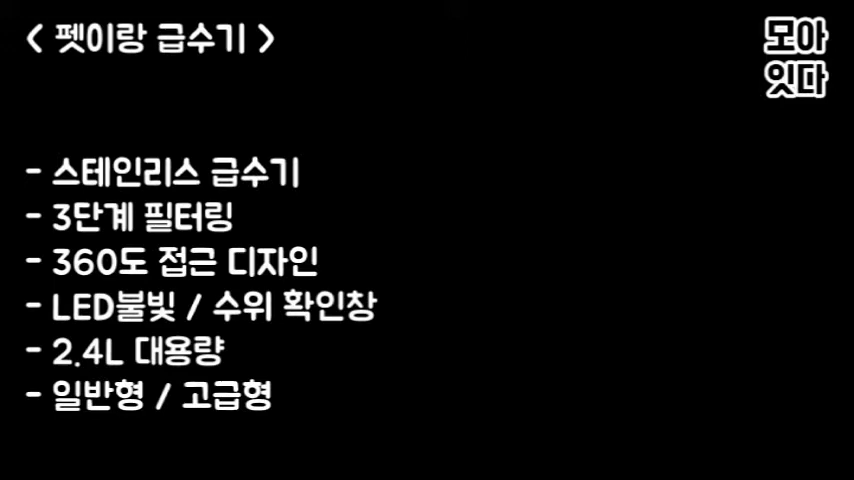 < 펫이랑 급수기 >
모아
잇다
- 스테인리스 급수기
- 3단계 필터링
- 360도 접근 디자인
- LED불빛 / 수위 확인창
- 2.4L 대용량
- 일반형 / 고급형